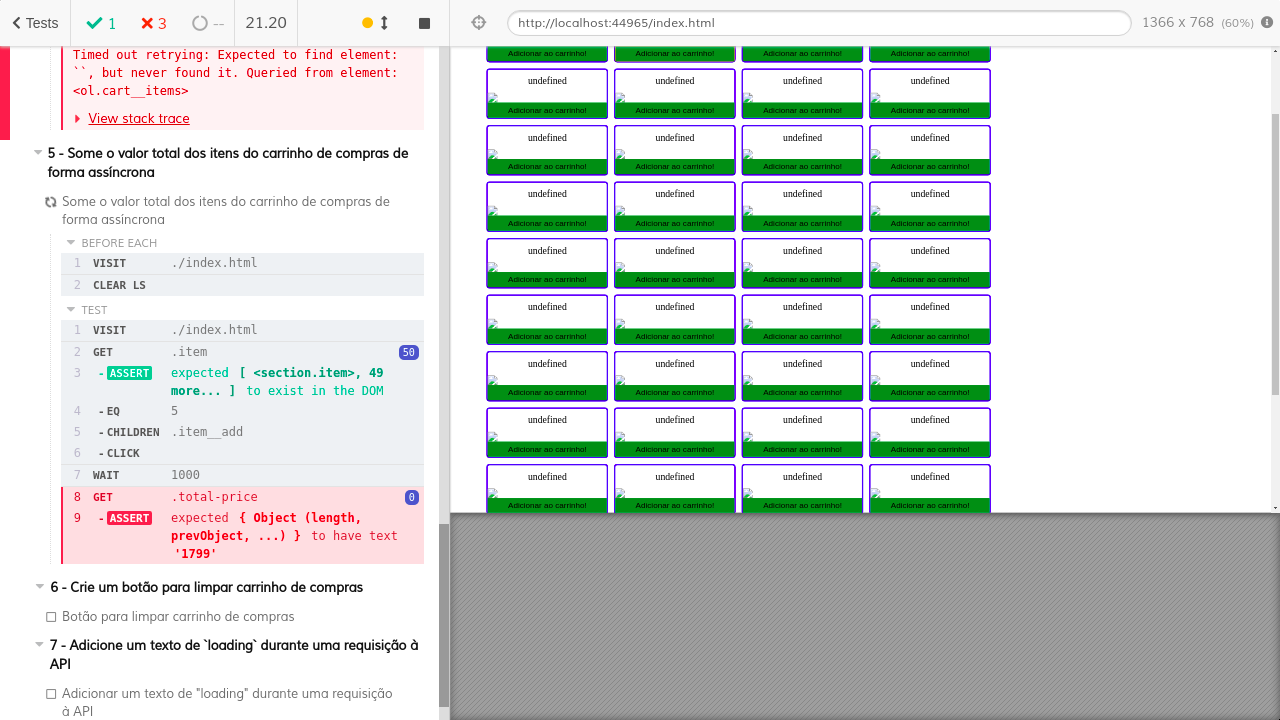 Tests
1
3
--
21.20
http://localhost:44965/index.html
1366 x 768 (60%)
Timed out retrying: Expected to find element:
``, but never found it. Queried from element:
<ol.cart__items>
View stack trace
5 - Some o valor total dos itens do carrinho de compras de
forma assíncrona
Some o valor total dos itens do carrinho de compras de
forma assíncrona
BEFORE EACH
1 VISIT ./index.html
2 CLEAR LS
TEST
1 VISIT ./index.html
2 GET .item 50
3 - ASSERT expected [ <section.item>, 49
more... ] to exist in the DOM
4 - EQ 5
5 - CHILDREN .item__add
6 - CLICK
7 WAIT 1000
8 GET .total-price 0
9 - ASSERT expected { Object (length,
prevObject, ...) } to have text
'1799'
6 - Crie um botão para limpar carrinho de compras
Botão para limpar carrinho de compras
7 - Adicione um texto de `loading` durante uma requisição à
API
Adicionar um texto de "loading" durante uma requisição
à API
Adicionar ao carrinho! Adicionar ao carrinho! Adicionar ao carrinho! Adicionar ao carrinho!
undefined undefined undefined undefined
Adicionar ao carrinho! Adicionar ao carrinho! Adicionar ao carrinho! Adicionar ao carrinho!
undefined undefined undefined undefined
Adicionar ao carrinho! Adicionar ao carrinho! Adicionar ao carrinho! Adicionar ao carrinho!
undefined undefined undefined undefined
Adicionar ao carrinho! Adicionar ao carrinho! Adicionar ao carrinho! Adicionar ao carrinho!
undefined undefined undefined undefined
Adicionar ao carrinho! Adicionar ao carrinho! Adicionar ao carrinho! Adicionar ao carrinho!
undefined undefined undefined undefined
Adicionar ao carrinho! Adicionar ao carrinho! Adicionar ao carrinho! Adicionar ao carrinho!
undefined undefined undefined undefined
Adicionar ao carrinho! Adicionar ao carrinho! Adicionar ao carrinho! Adicionar ao carrinho!
undefined undefined undefined undefined
Adicionar ao carrinho! Adicionar ao carrinho! Adicionar ao carrinho! Adicionar ao carrinho!
undefined undefined undefined undefined
Adicionar ao carrinho! Adicionar ao carrinho! Adicionar ao carrinho! Adicionar ao carrinho!